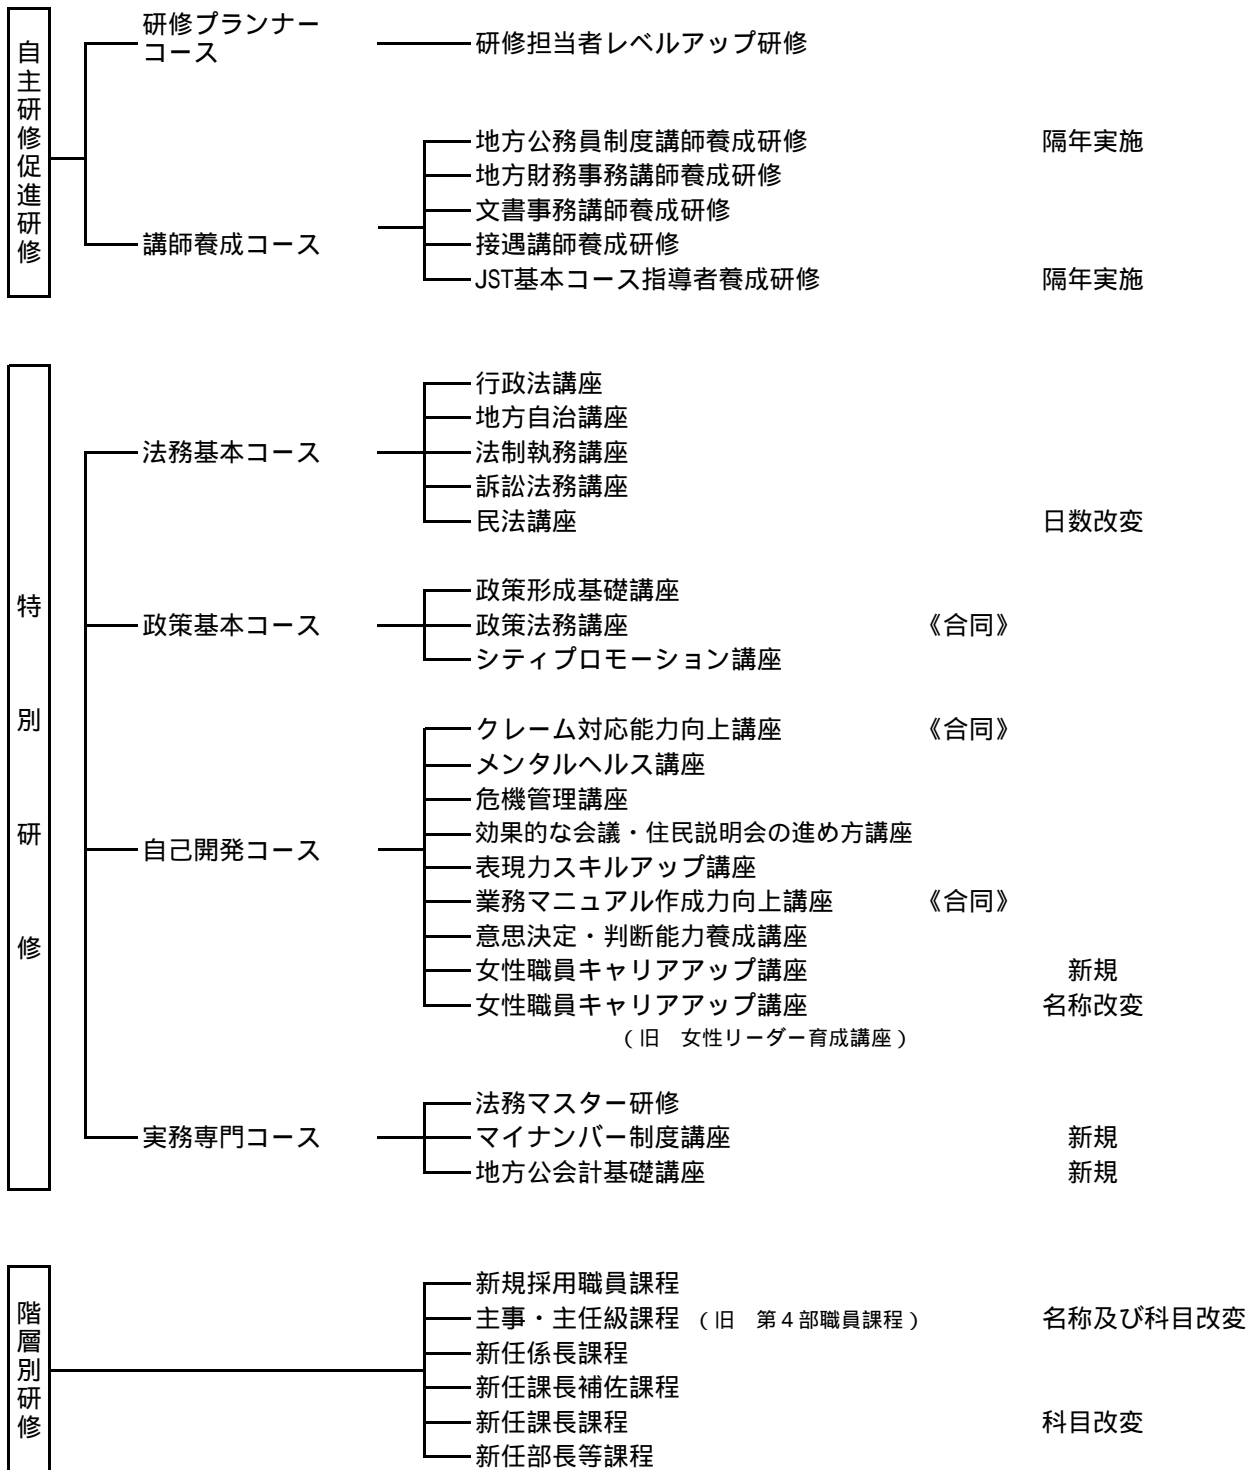 自主研修促進研修
研修プランナー
コース
研修担当者レベルアップ研修
講師養成コース
地方公務員制度講師養成研修 隔年実施
地方財務事務講師養成研修
文書事務講師養成研修
接遇講師養成研修
JST基本コース指導者養成研修 隔年実施
特別研修
法務基本コース
行政法講座
地方自治講座
法制執務講座
訴訟法務講座
民法講座 日数改変
政策基本コース
政策形成基礎講座
政策法務講座 《合同》
シティプロモーション講座
自己開発コース
クレーム対応能力向上講座 《合同》
メンタルヘルス講座
危機管理講座
効果的な会議・住民説明会の進め方講座
表現力スキルアップ講座
業務マニュアル作成力向上講座 《合同》
意思決定・判断能力養成講座
女性職員キャリアアップ講座 新規
女性職員キャリアアップ講座 名称改変
(旧 女性リーダー育成講座)
実務専門コース
法務マスター研修
マイナンバー制度講座 新規
地方公会計基礎講座 新規
階層別研修
新規採用職員課程
主事・主任級課程 (旧 第4部職員課程) 名称及び科目改変
新任係長課程
新任課長補佐課程
新任課長課程 科目改変
新任部長等課程